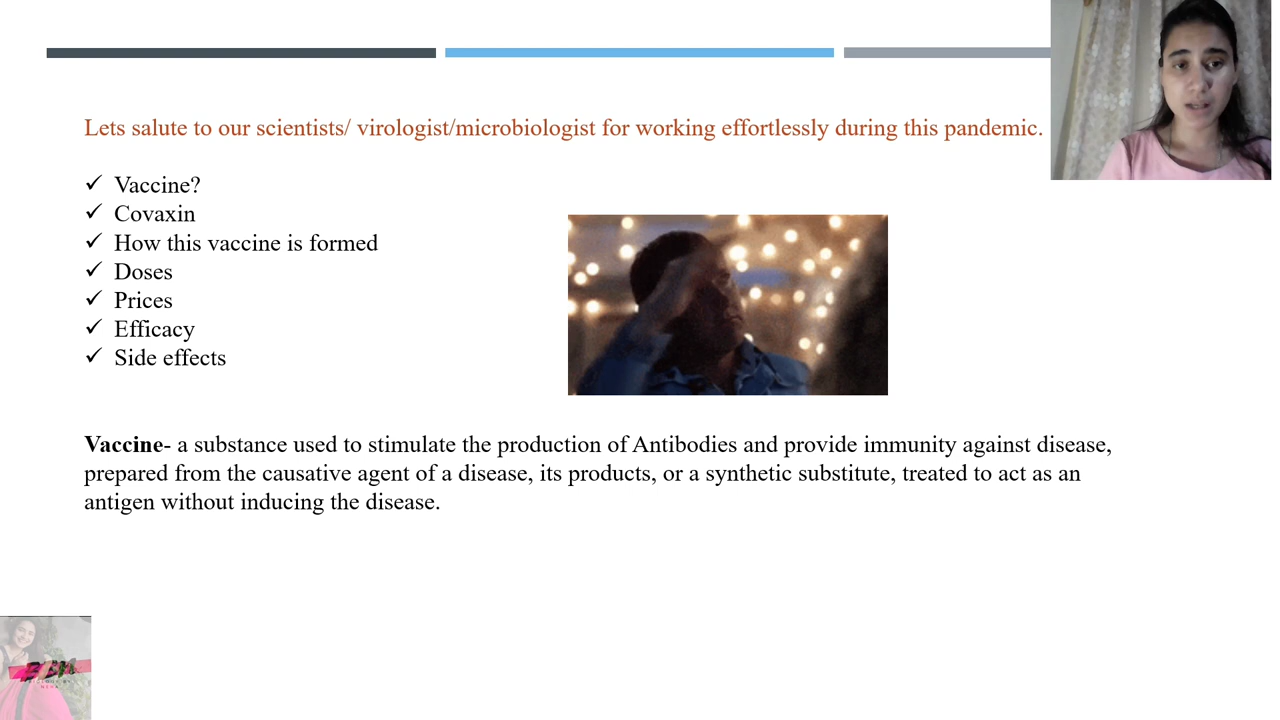 Lets salute to our scientists/ virologist/microbiologist for working effortlessly during this pandemic.
✓ Vaccine?
✓ Covaxin
✓ How this vaccine is formed
✓ Doses
✓ Prices
✓ Efficacy
✓ Side effects
Vaccine- a substance used to stimulate the production of Antibodies and provide immunity against disease,
prepared from the causative agent of a disease, its products, or a synthetic substitute, treated to act as an
antigen without inducing the disease.